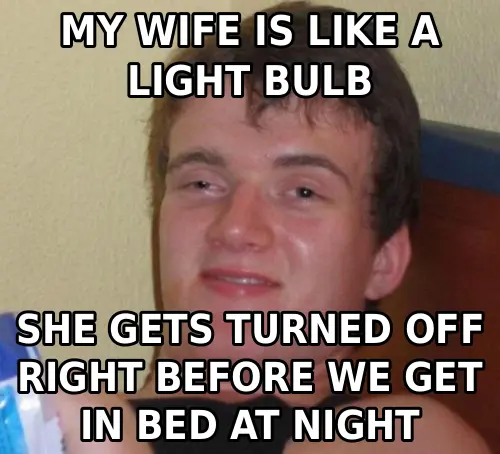 MY WIFE IS LIKE A
LIGHT BULB
SHE GETS TURNED OFF
RIGHT BEFORE WE GET
IN BED AT NIGHT